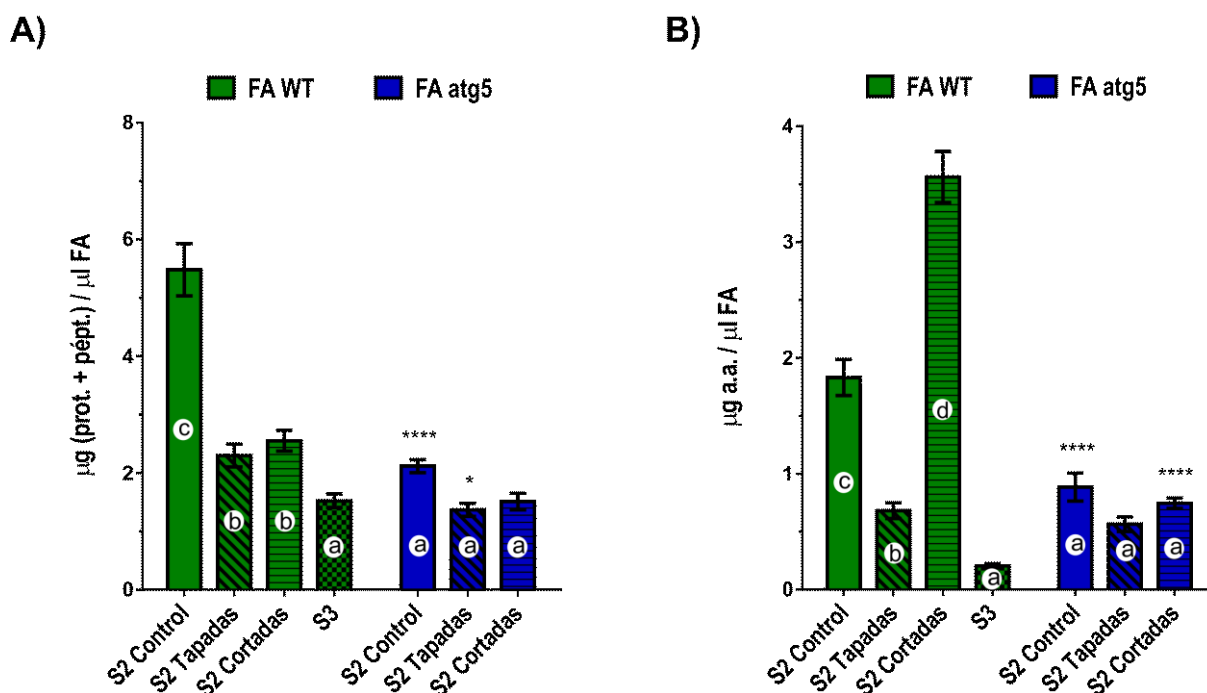 A)
FA WT
FA atg5
µg (prot. + pépt.) / µl FA
8
6
4
2
0
c
b
b
a
****
a
*
a
a
S2 Control
S2 Tapadas
S2 Cortadas
S3
S2 Control
S2 Tapadas
S2 Cortadas
B)
FA WT
FA atg5
µg a.a. / µl FA
4
3
2
1
0
c
b
d
a
****
a
a
****
a
S2 Control
S2 Tapadas
S2 Cortadas
S3
S2 Control
S2 Tapadas
S2 Cortadas